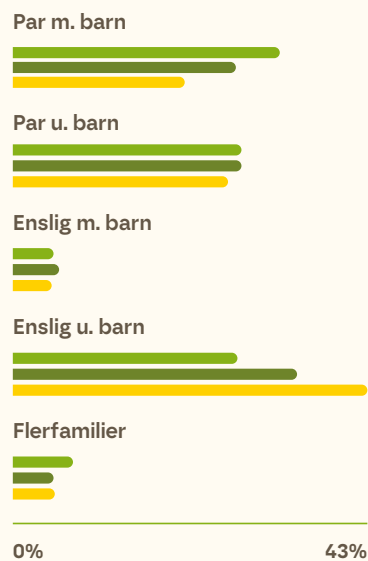 Par m. barn
Par u. barn
Enslig m. barn
Enslig u. barn
Flerfamilier
0% 43%